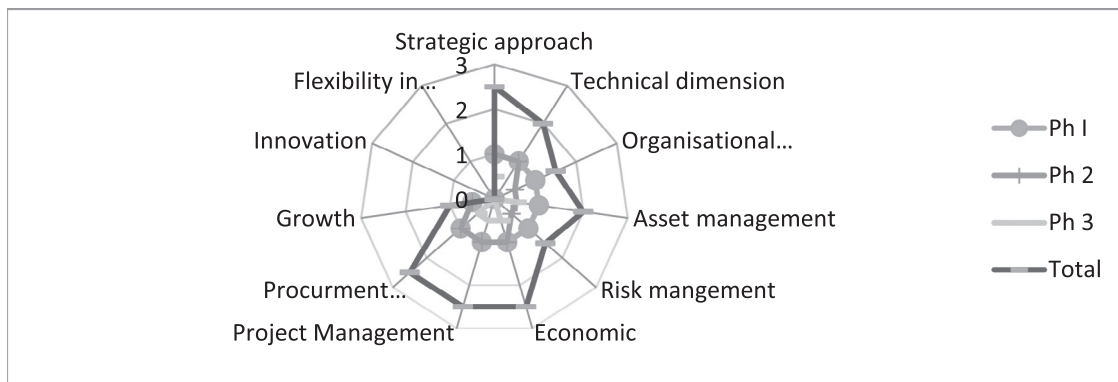 Strategic approach
3
Flexibility in...
Technical dimension
2
Innovation
Organisational...
1
0
Growth
Asset management
Procurment...
Risk mangement
Project Management
Economic
Ph I
Ph 2
Ph 3
Total